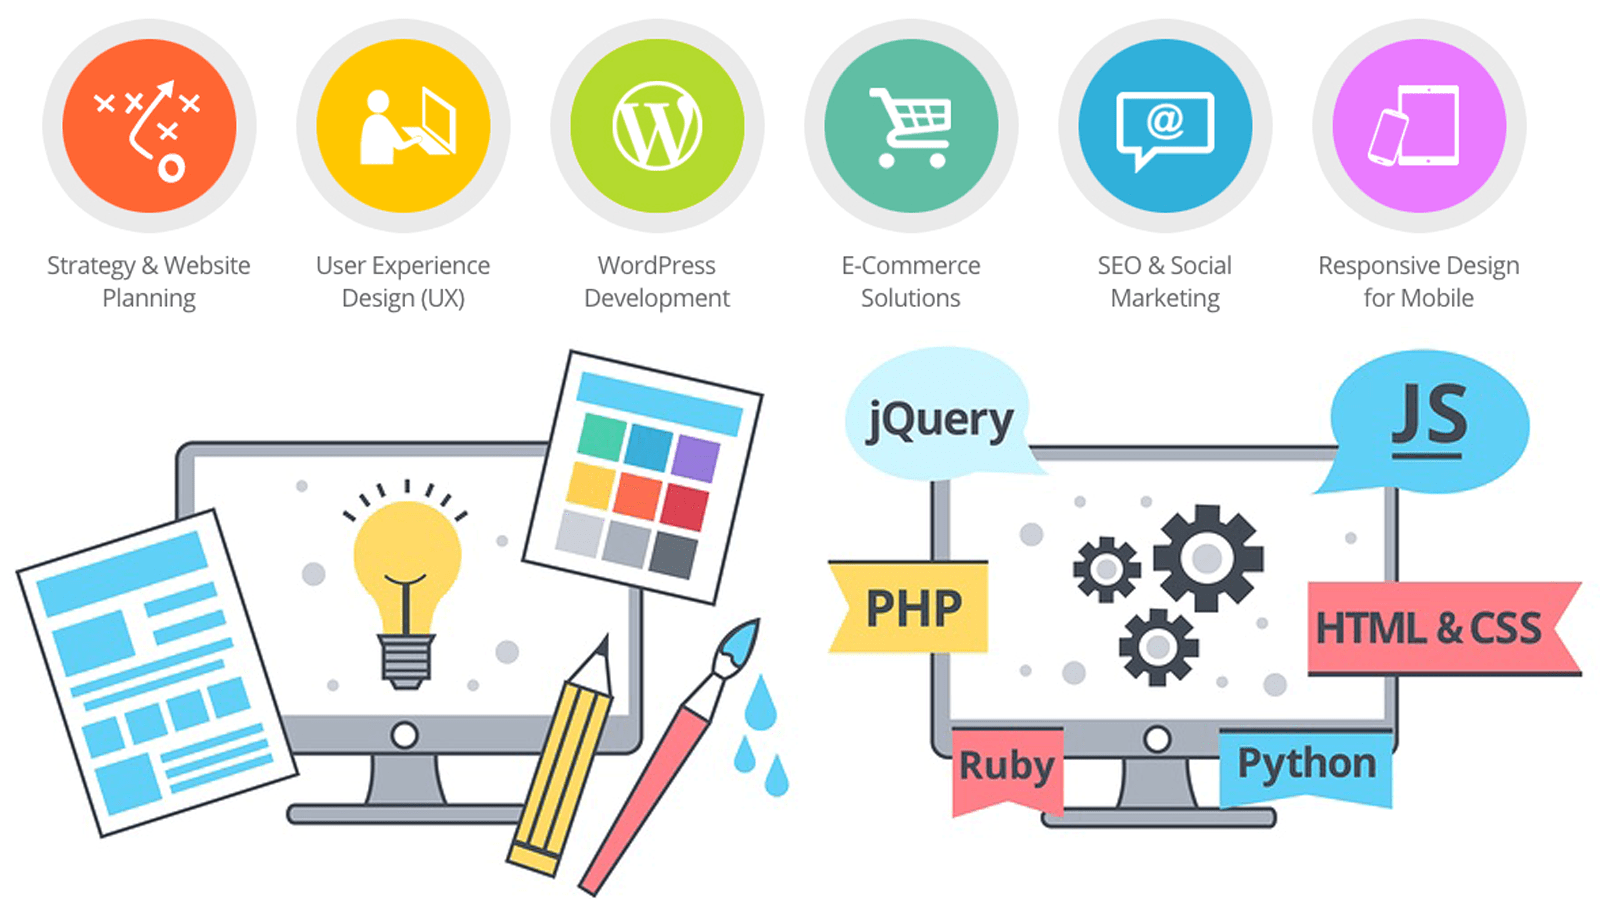 Strategy & Website
Planning
User Experience
Design (UX)
WordPress
Development
E-Commerce
Solutions
SEO & Social
Marketing
Responsive Design
for Mobile
jQuery
JS
PHP
HTML & CSS
Ruby
Python